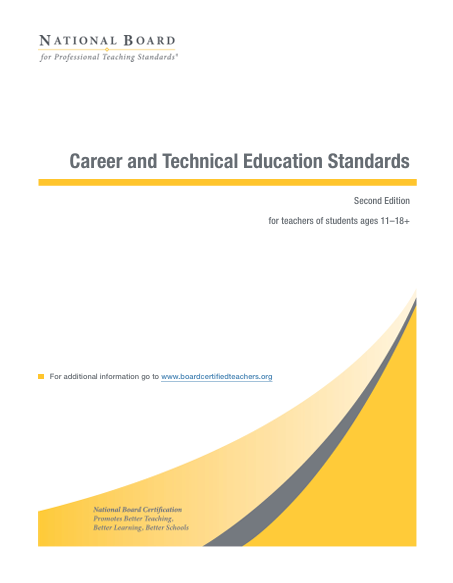 NATIONAL BOARD
for Professional Teaching Standards®
Career and Technical Education Standards
Second Edition
for teachers of students ages 11–18+
For additional information go to www.boardcertifiedteachers.org
National Board Certification
Promotes Better Teaching,
Better Learning, Better Schools